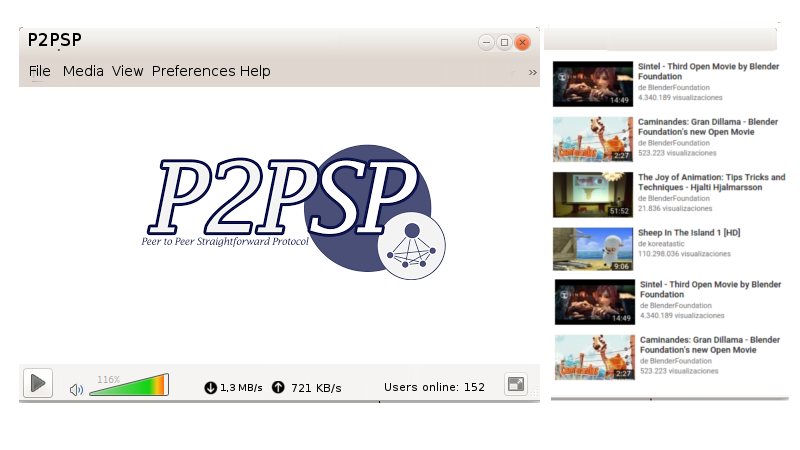 P2PSP
File Media View Preferences Help »
P2PSP
Peer to Peer Straightforward Protocol
116%
1,3 MB/s 721 KB/s Users online: 152
Sintel - Third Open Movie by Blender
Foundation
de BlenderFoundation
4.340.189 visualizaciones
14:49
Caminandes: Gran Dillama - Blender
Foundation's new Open Movie
de BlenderFoundation
523.223 visualizaciones
2:27
The Joy of Animation: Tips Tricks and
Techniques - Hjalti Hjalmarsson
de BlenderFoundation
21.836 visualizaciones
51:52
Sheep In The Island 1 [HD]
de koreatastic
110.298.036 visualizaciones
9:06
Sintel - Third Open Movie by Blender
Foundation
de BlenderFoundation
4.340.189 visualizaciones
14:49
Caminandes: Gran Dillama - Blender
Foundation's new Open Movie
de BlenderFoundation
523.223 visualizaciones
2:27